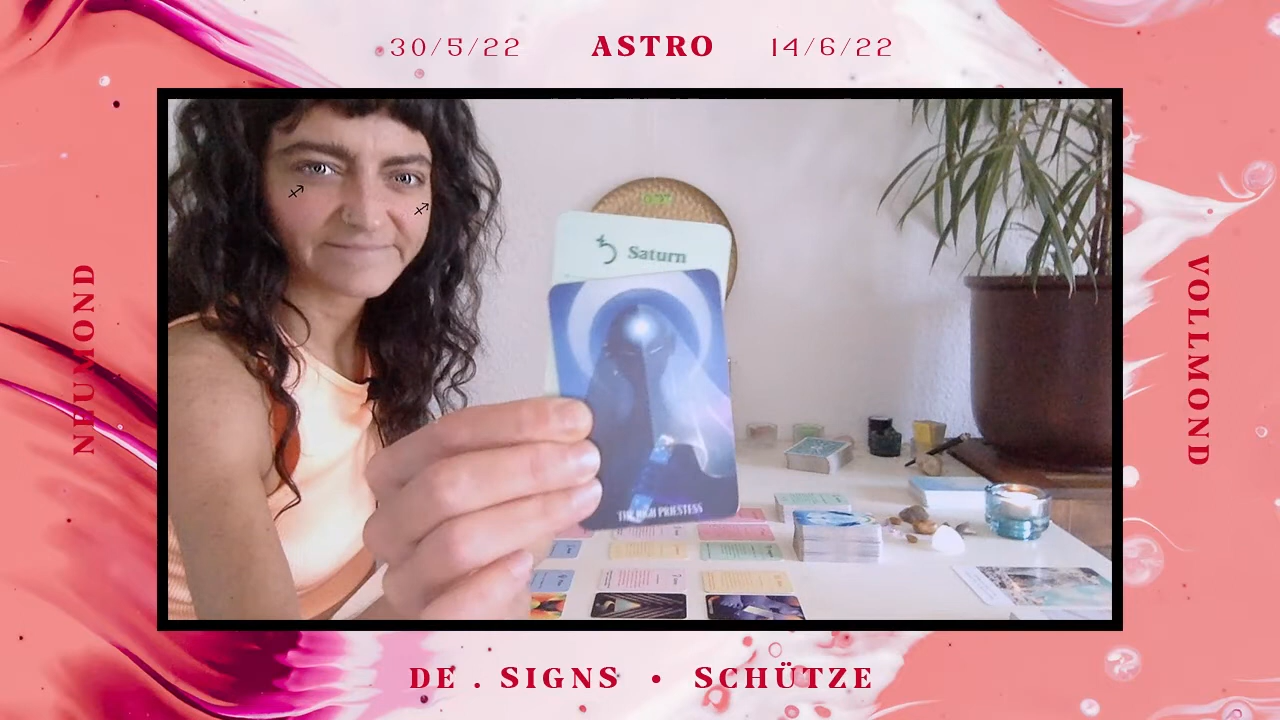 30/5/22 ASTRO 14/6/22
NEUMOND
VOLLMOND
Saturn
THE HIGH PRIESTESS
DE . SIGNS • SCHÜTZE